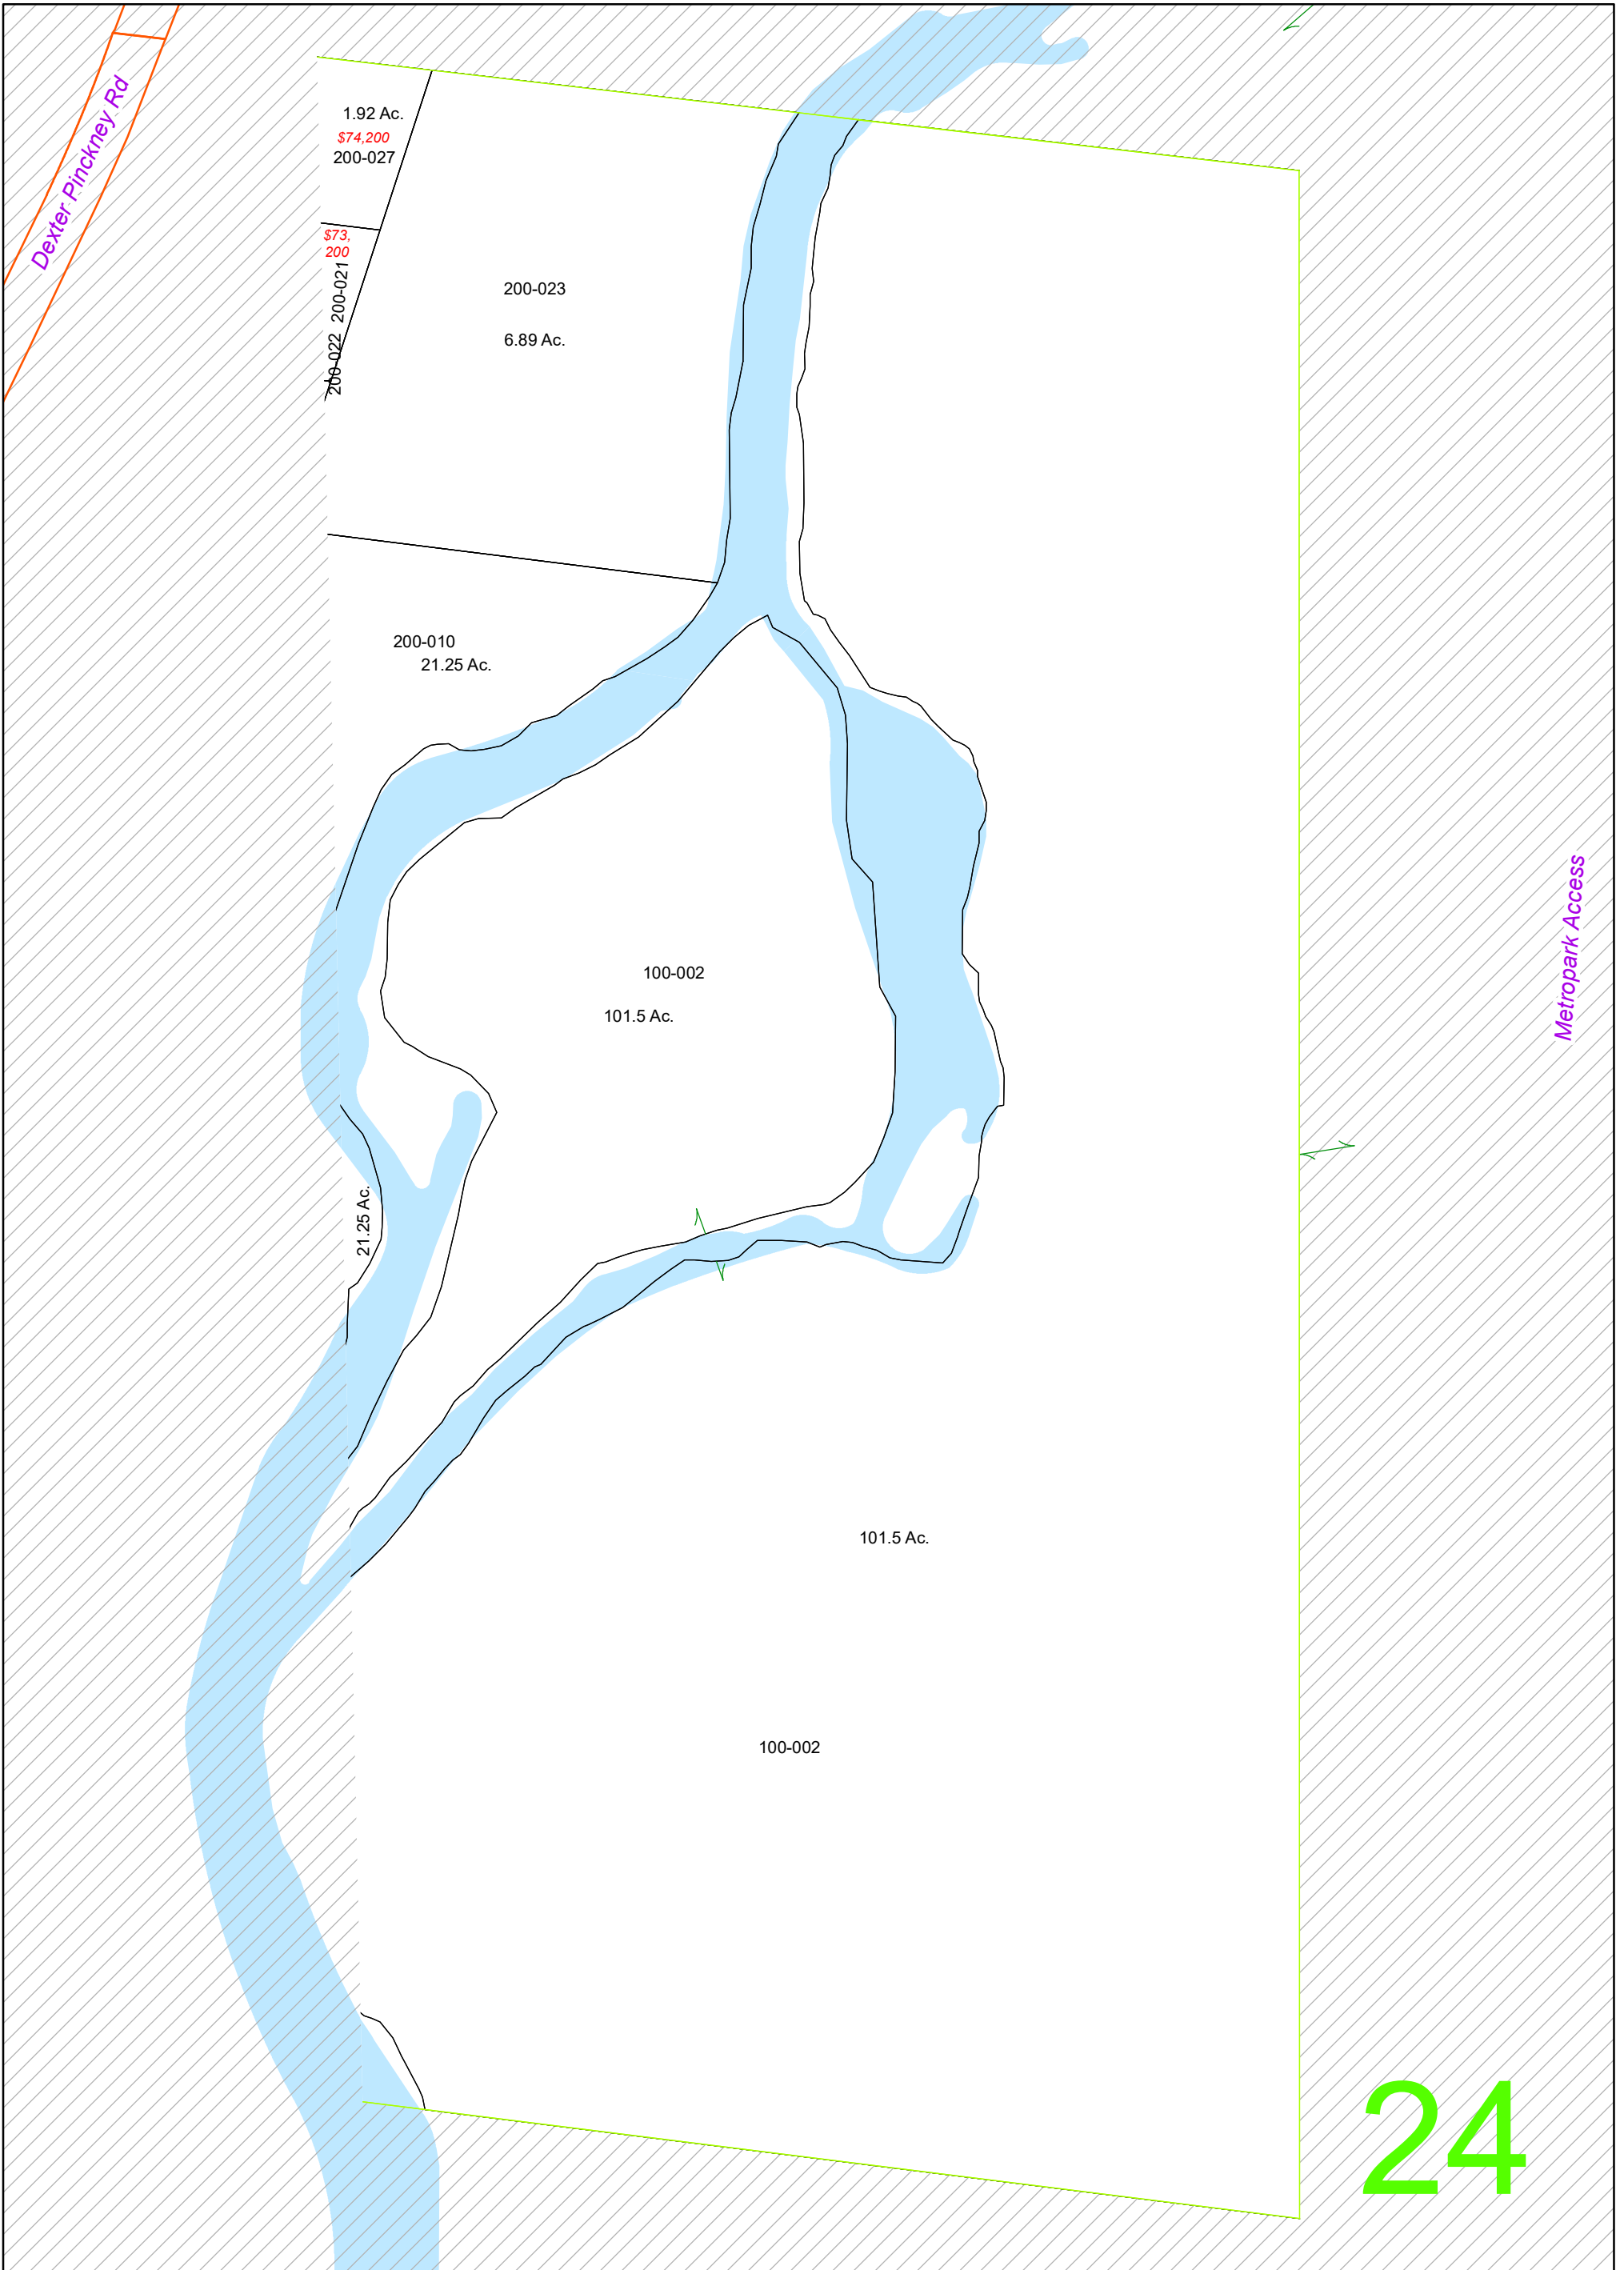 Dexter Pinckney Rd
1.92 Ac.
$74,200
200-027
$73,
200
200-021
200-022
200-023
6.89 Ac.
200-010
21.25 Ac.
100-002
101.5 Ac.
Metropark Access
21.25 Ac.
101.5 Ac.
100-002
24